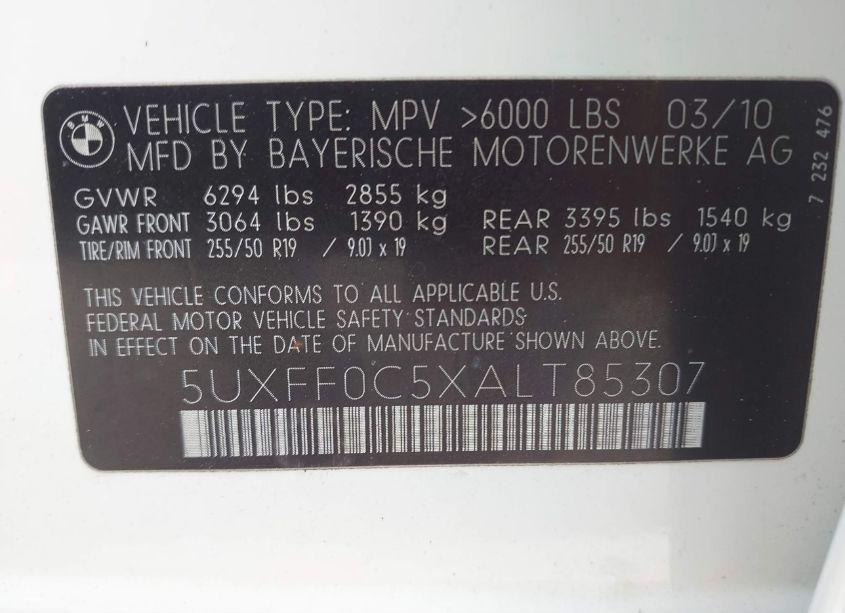 BMW
VEHICLE TYPE: MPV >6000 LBS 03/10
MFD BY BAYERISCHE MOTORENWERKE AG
GVWR 6294 lbs 2855 kg
GAWR FRONT 3064 lbs 1390 kg REAR 3395 lbs 1540 kg
TIRE/RIM FRONT 255/50 R19 / 9.0J x 19 REAR 255/50 R19 / 9.0J x 19
THIS VEHICLE CONFORMS TO ALL APPLICABLE U.S.
FEDERAL MOTOR VEHICLE SAFETY STANDARDS
IN EFFECT ON THE DATE OF MANUFACTURE SHOWN ABOVE.
5UXFF0C5XALT85307
7 232 476